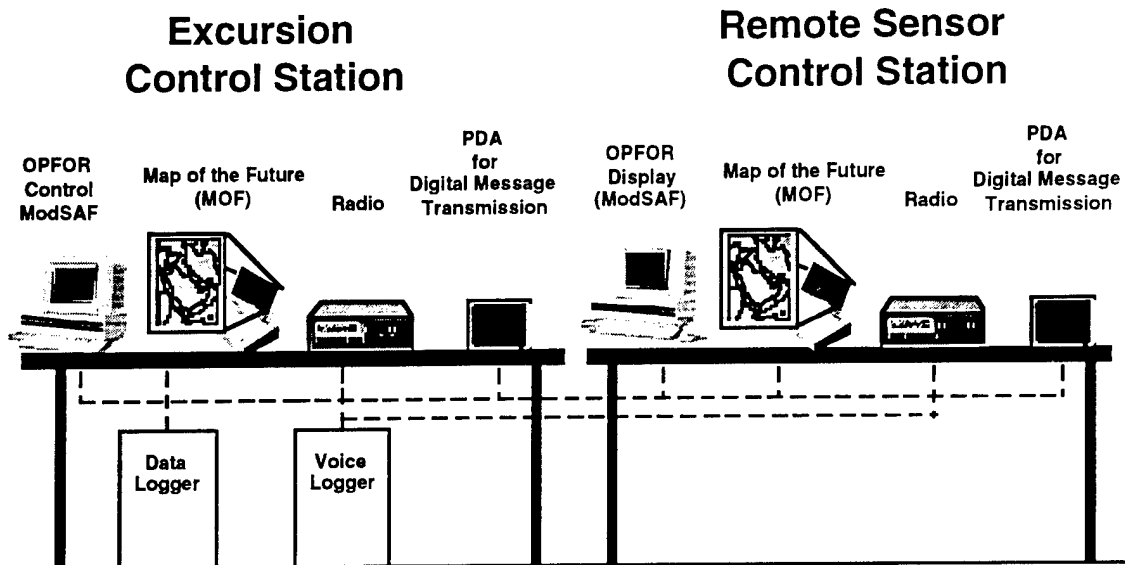 Excursion
Control Station
Remote Sensor
Control Station
OPFOR
Control
ModSAF
Map of the Future
(MOF)
Radio
PDA
for
Digital Message
Transmission
OPFOR
Display
(ModSAF)
Map of the Future
(MOF)
Radio
PDA
for
Digital Message
Transmission
Data
Logger
Voice
Logger